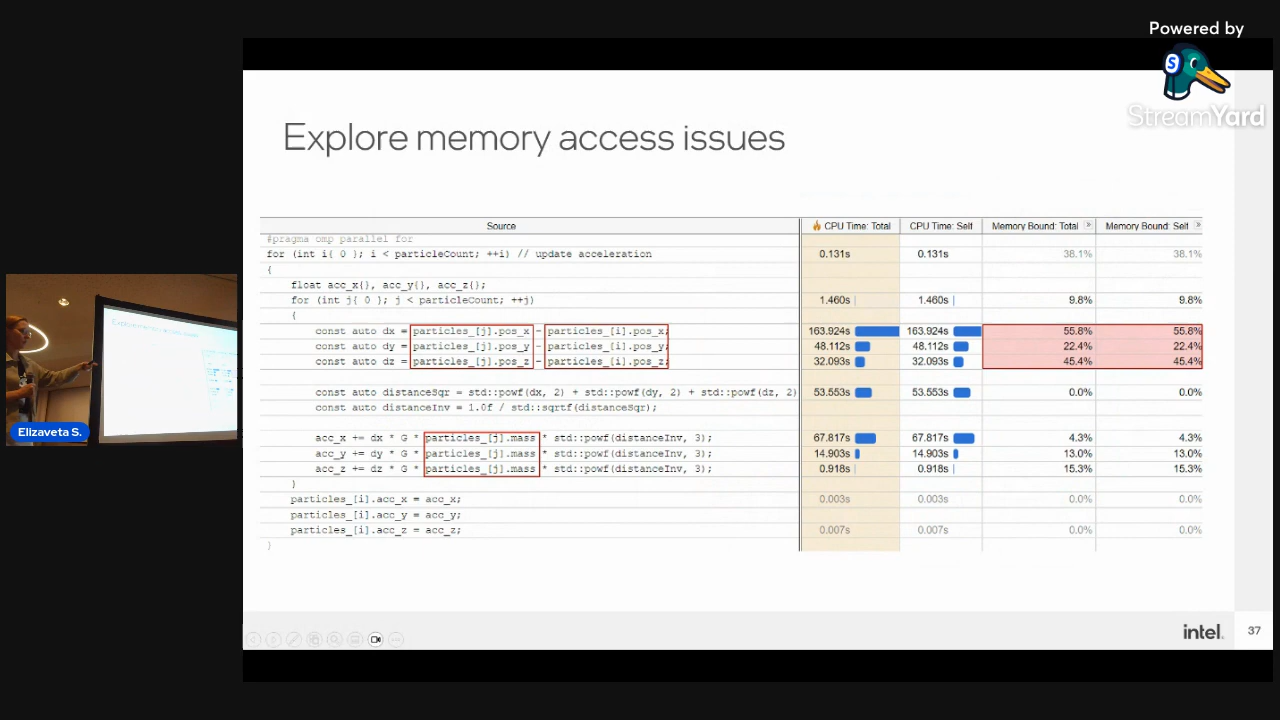 Powered by
StreamYard
Explore memory access issues
Source CPU Time: Total CPU Time: Self Memory Bound: Total Memory Bound: Self
#pragma omp parallel for
for (int i{ 0 }; i < particleCount; ++i) // update acceleration 0.131s 0.131s 38.1% 38.1%
{
float acc_x{}, acc_y{}, acc_z{};
for (int j{ 0 }; j < particleCount; ++j) 1.460s 1.460s 9.8% 9.8%
{
const auto dx = particles_[j].pos_x - particles_[i].pos_x; 163.924s 163.924s 55.8% 55.8%
const auto dy = particles_[j].pos_y - particles_[i].pos_y; 48.112s 48.112s 22.4% 22.4%
const auto dz = particles_[j].pos_z - particles_[i].pos_z; 32.093s 32.093s 45.4% 45.4%
const auto distanceSqr = std::powf(dx, 2) + std::powf(dy, 2) + std::powf(dz, 2) 53.553s 53.553s 0.0% 0.0%
const auto distanceInv = 1.0f / std::sqrtf(distanceSqr);
acc_x += dx * G * particles_[j].mass * std::powf(distanceInv, 3); 67.817s 67.817s 4.3% 4.3%
acc_y += dy * G * particles_[j].mass * std::powf(distanceInv, 3); 14.903s 14.903s 13.0% 13.0%
acc_z += dz * G * particles_[j].mass * std::powf(distanceInv, 3); 0.918s 0.918s 15.3% 15.3%
}
particles_[i].acc_x = acc_x; 0.003s 0.003s 0.0% 0.0%
particles_[i].acc_y = acc_y;
particles_[i].acc_z = acc_z; 0.007s 0.007s 0.0% 0.0%
}
Explore memory access issues
Elizaveta S.
intel.
37